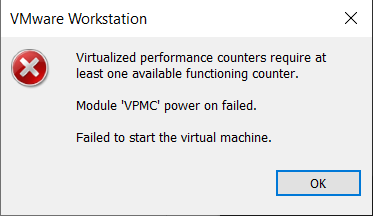 VMware Workstation
Virtualized performance counters require at
least one available functioning counter.
Module 'VPMC' power on failed.
Failed to start the virtual machine.
OK